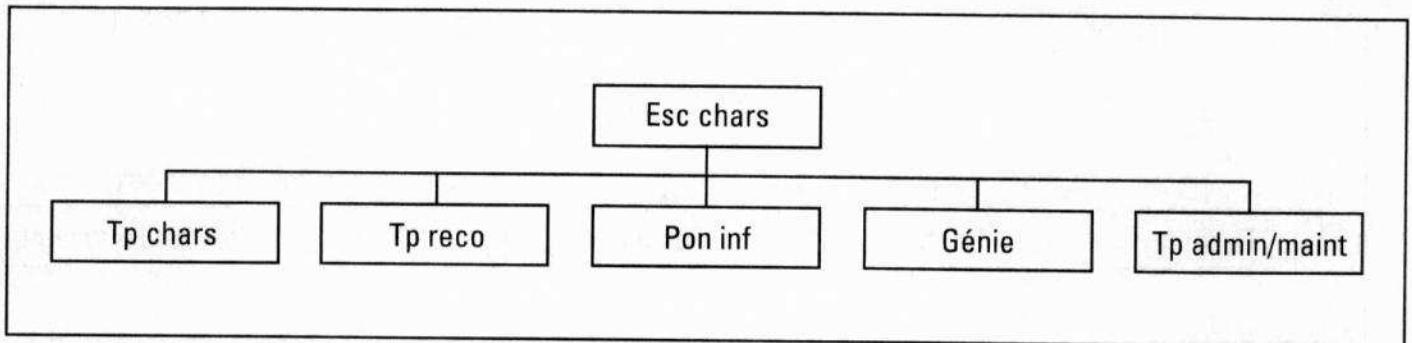 Esc chars
Tp chars
Tp reco
Pon inf
Génie
Tp admin/maint